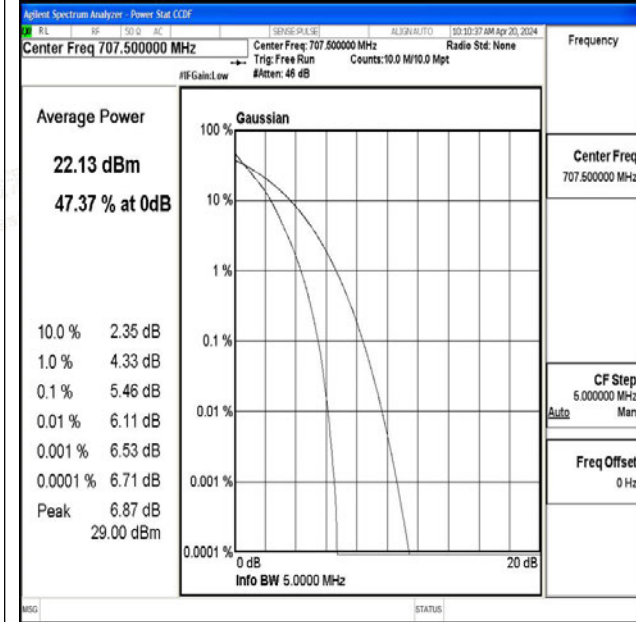 Agilent Spectrum Analyzer - Power Stat CCDF
RL RF 50 Ω AC SENSE:PULSE ALIGN AUTO 10:10:37 AM Apr 20, 2024
Center Freq 707.500000 MHz
Center Freq: 707.500000 MHz Radio Std: None
Trig: Free Run Counts:10.0 M/10.0 Mpt
#IFGain:Low #Atten: 46 dB
Frequency
Average Power
22.13 dBm
47.37 % at 0dB
10.0 % 2.35 dB
1.0 % 4.33 dB
0.1 % 5.46 dB
0.01 % 6.11 dB
0.001 % 6.53 dB
0.0001 % 6.71 dB
Peak 6.87 dB
29.00 dBm
Gaussian
100 %
10 %
1 %
0.1 %
0.01 %
0.001 %
0.0001 %
0 dB 20 dB
Info BW 5.0000 MHz
Center Freq
707.500000 MHz
CF Step
5.000000 MHz
Auto Man
Freq Offset
0 Hz
MSG STATUS